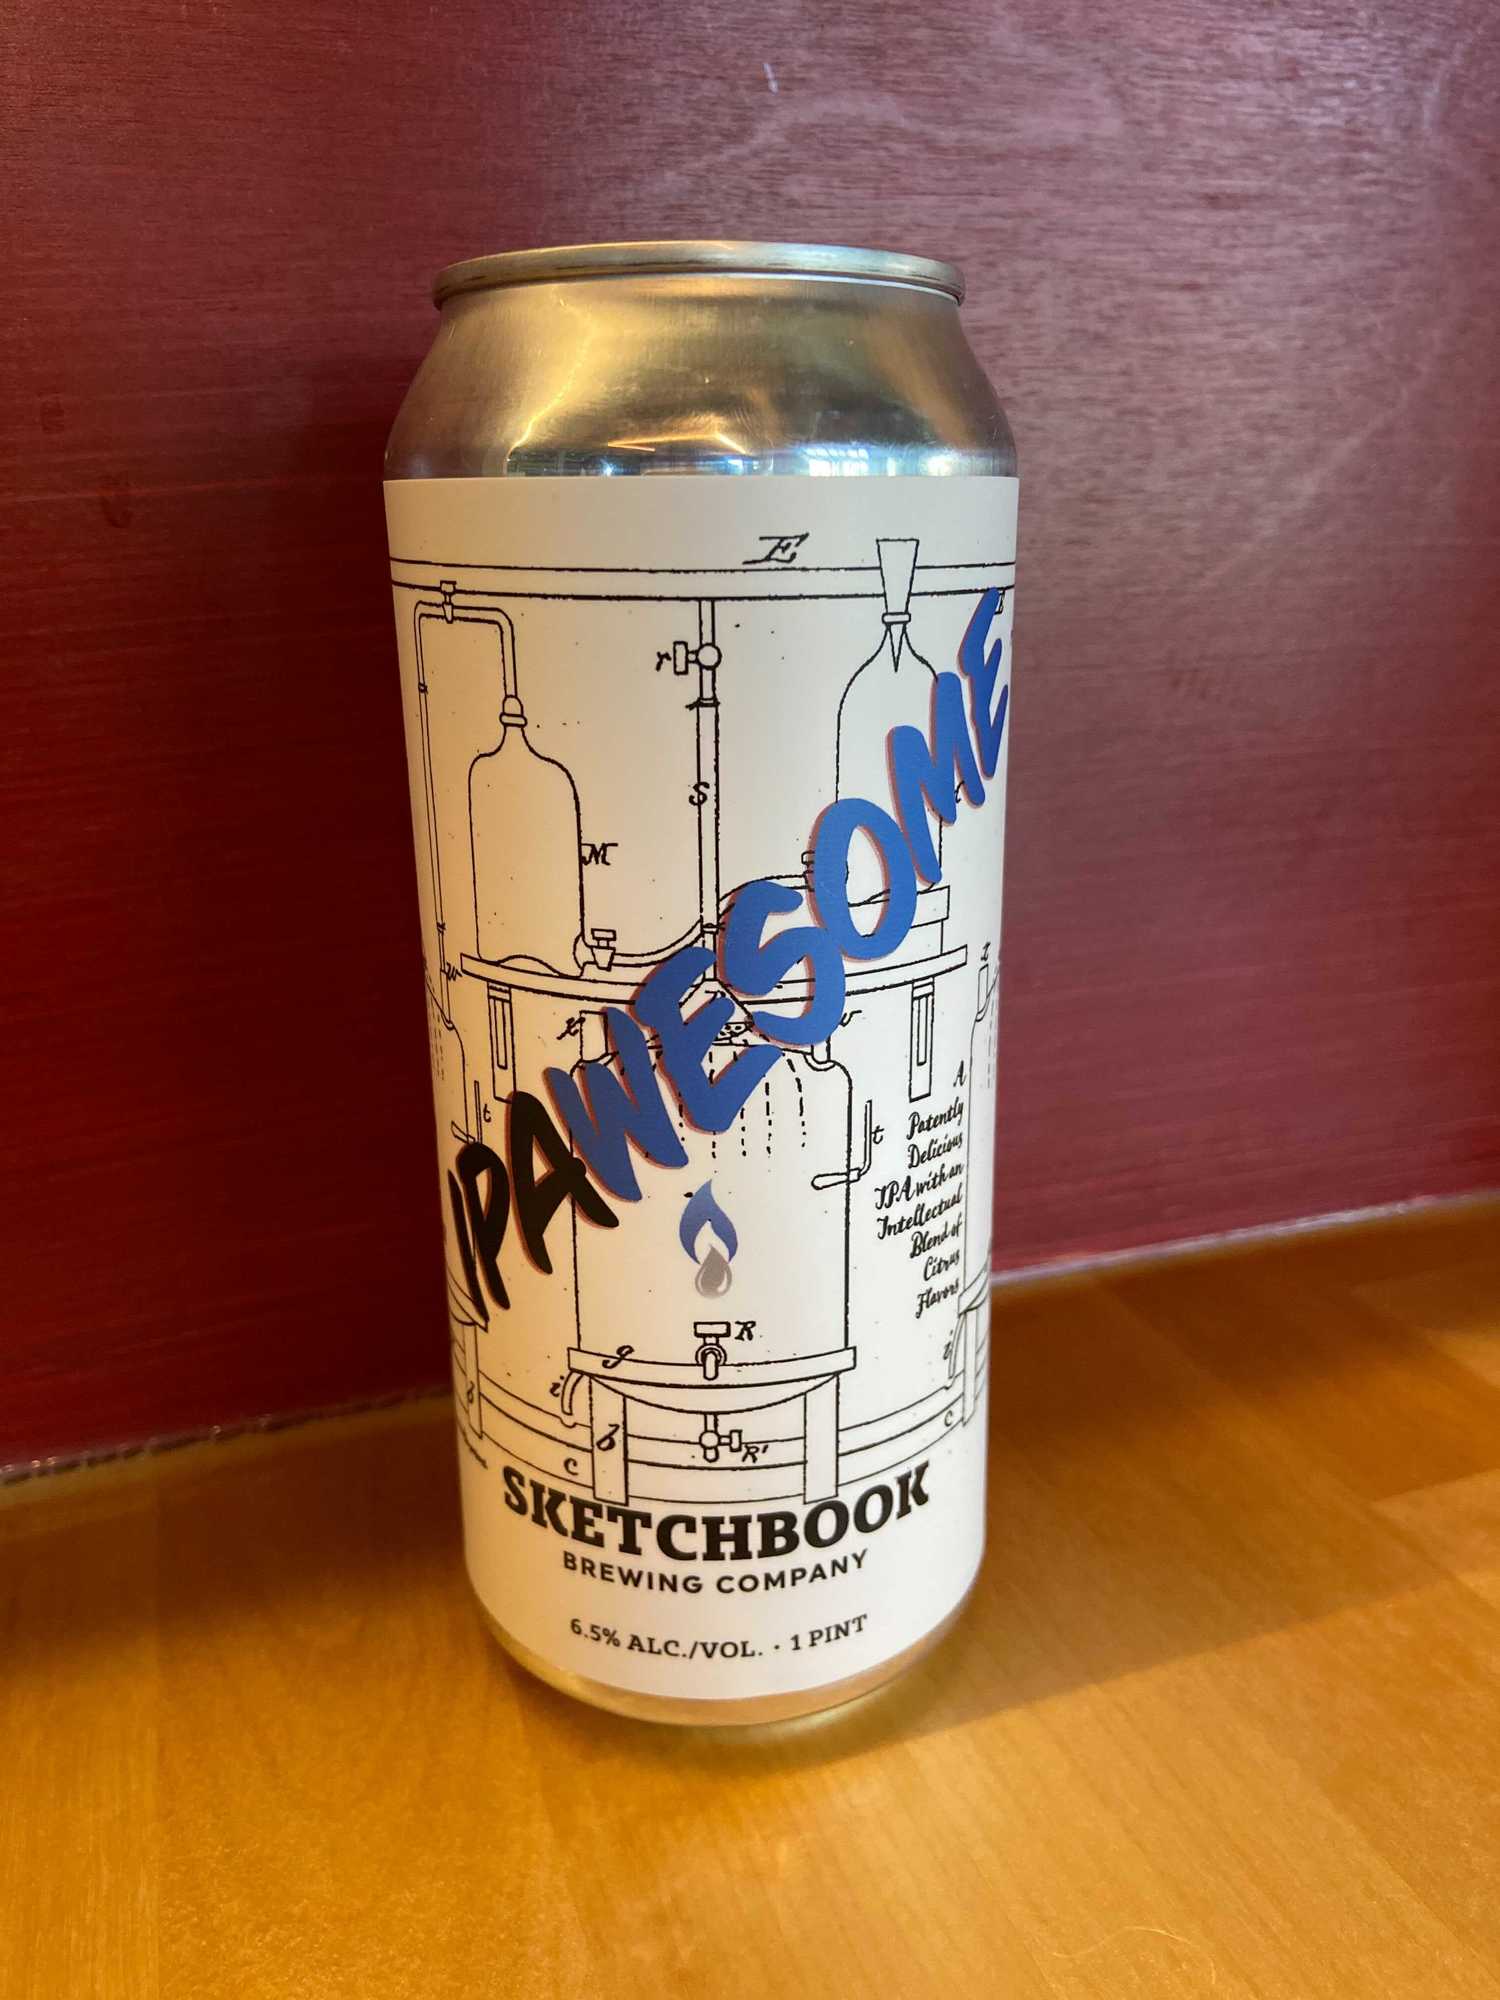 E
r
S
M
IPAWESOME
w
t
x
v
t
t
A
Patently
Delicious
IPA with an
Intellectual
Blend of
Citrus
Flavors
R
g
i
i
b
b
R'
c
c
SKETCHBOOK
BREWING COMPANY
6.5% ALC./VOL. · 1 PINT